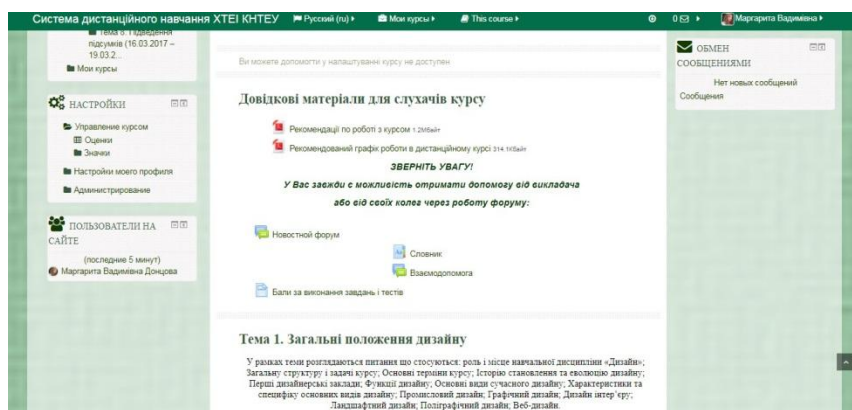 Система дистанційного навчання ХТЕІ КНТЕУ Русский (ru) Мои курсы This course 0 Маргарита Вадимівна
Тема 8. Підведення
підсумків (16.03.2017 –
19.03.2...
Мои курсы
НАСТРОЙКИ
Управление курсом
Оценки
Значки
Настройки моего профиля
Администрирование
ПОЛЬЗОВАТЕЛИ НА
САЙТЕ
(последние 5 минут)
Маргарита Вадимівна Донцова
Ви можете допомогти у налаштуванні курсу не доступен
Довідкові матеріали для слухачів курсу
Рекомендації по роботі з курсом 1.2Мбайт
Рекомендований графік роботи в дистанційному курсі 314.1Кбайт
ЗВЕРНІТЬ УВАГУ!
У Вас завжди є можливість отримати допомогу від викладача
або від своїх колег через роботу форуму:
Новостной форум
Словник
Взаємодопомога
Бали за виконання завдань і тестів
Тема 1. Загальні положення дизайну
У рамках теми розглядаються питання що стосуються: роль і місце навчальної дисципліни «Дизайн»;
Загальну структуру і задачі курсу; Основні терміни курсу; Історію становлення та еволюцію дизайну;
Перші дизайнерські заклади; Функції дизайну; Основні види сучасного дизайну; Характеристики та
специфіку основних видів дизайну; Промисловий дизайн; Графічний дизайн; Дизайн інтер'єру;
Ландшафтний дизайн; Поліграфічний дизайн; Веб-дизайн.
ОБМЕН
СООБЩЕНИЯМИ
Нет новых сообщений
Сообщения